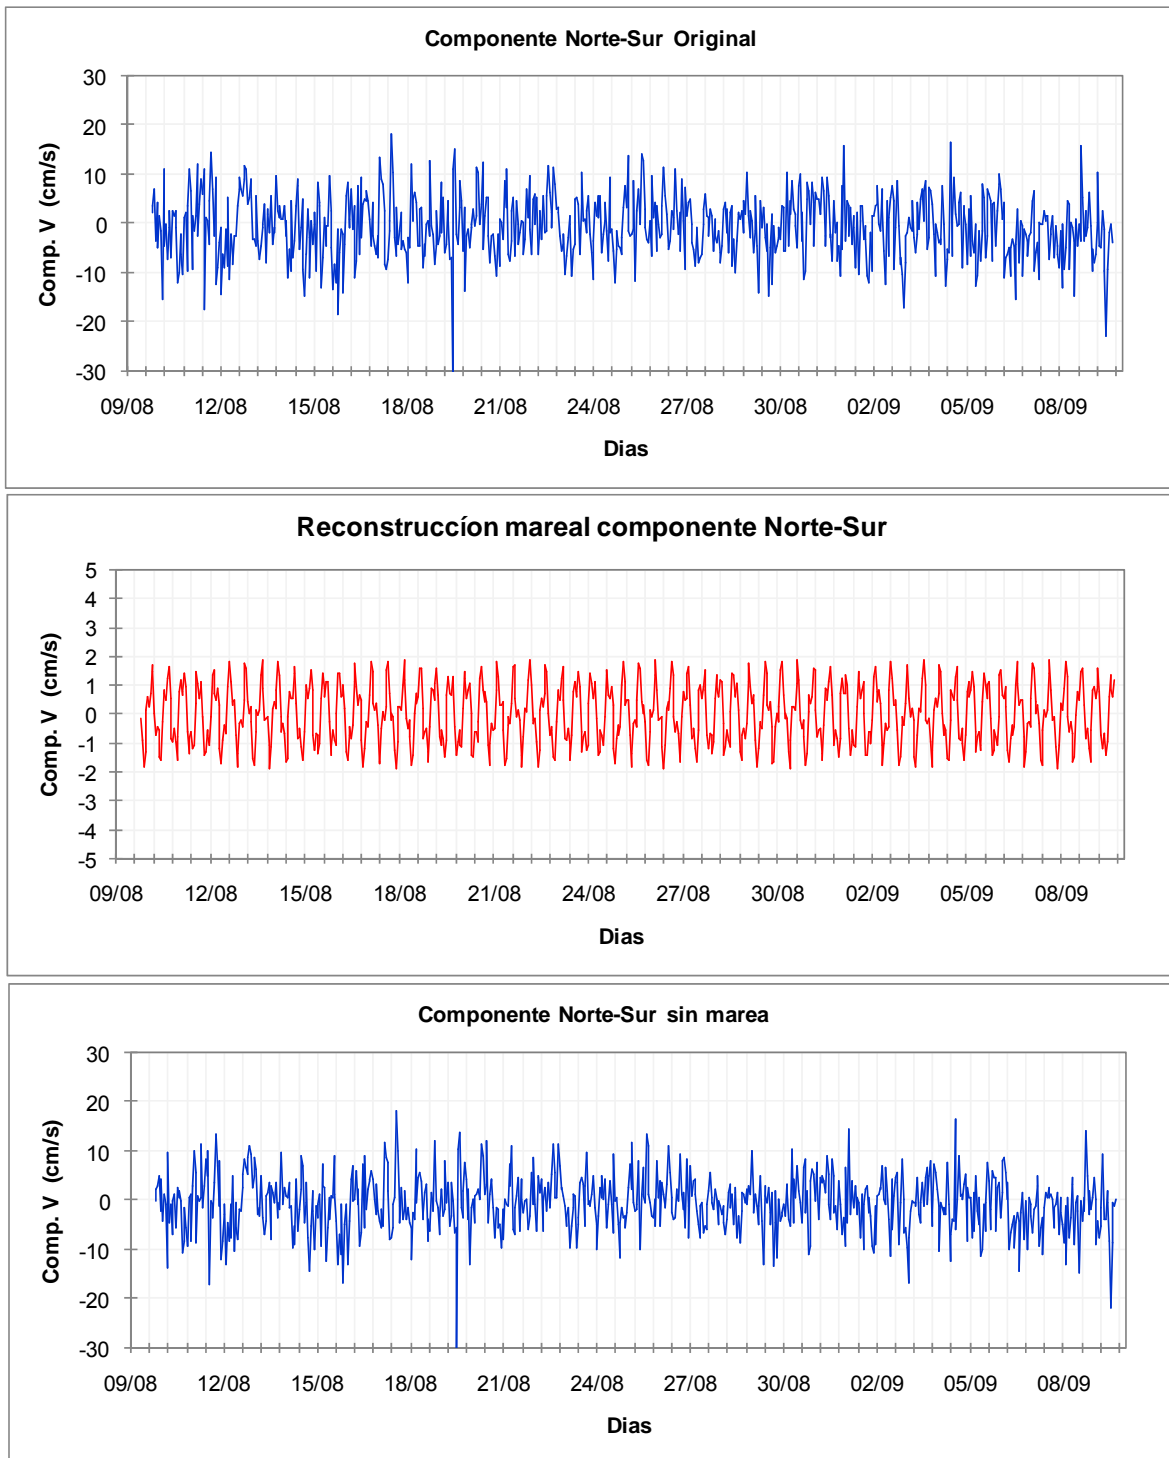 Componente Norte-Sur Original
30
20
10
0
-10
-20
-30
Comp. V (cm/s)
09/08 12/08 15/08 18/08 21/08 24/08 27/08 30/08 02/09 05/09 08/09
Dias
Reconstruccíon mareal componente Norte-Sur
5
4
3
2
1
0
-1
-2
-3
-4
-5
Comp. V (cm/s)
09/08 12/08 15/08 18/08 21/08 24/08 27/08 30/08 02/09 05/09 08/09
Dias
Componente Norte-Sur sin marea
30
20
10
0
-10
-20
-30
Comp. V (cm/s)
09/08 12/08 15/08 18/08 21/08 24/08 27/08 30/08 02/09 05/09 08/09
Dias